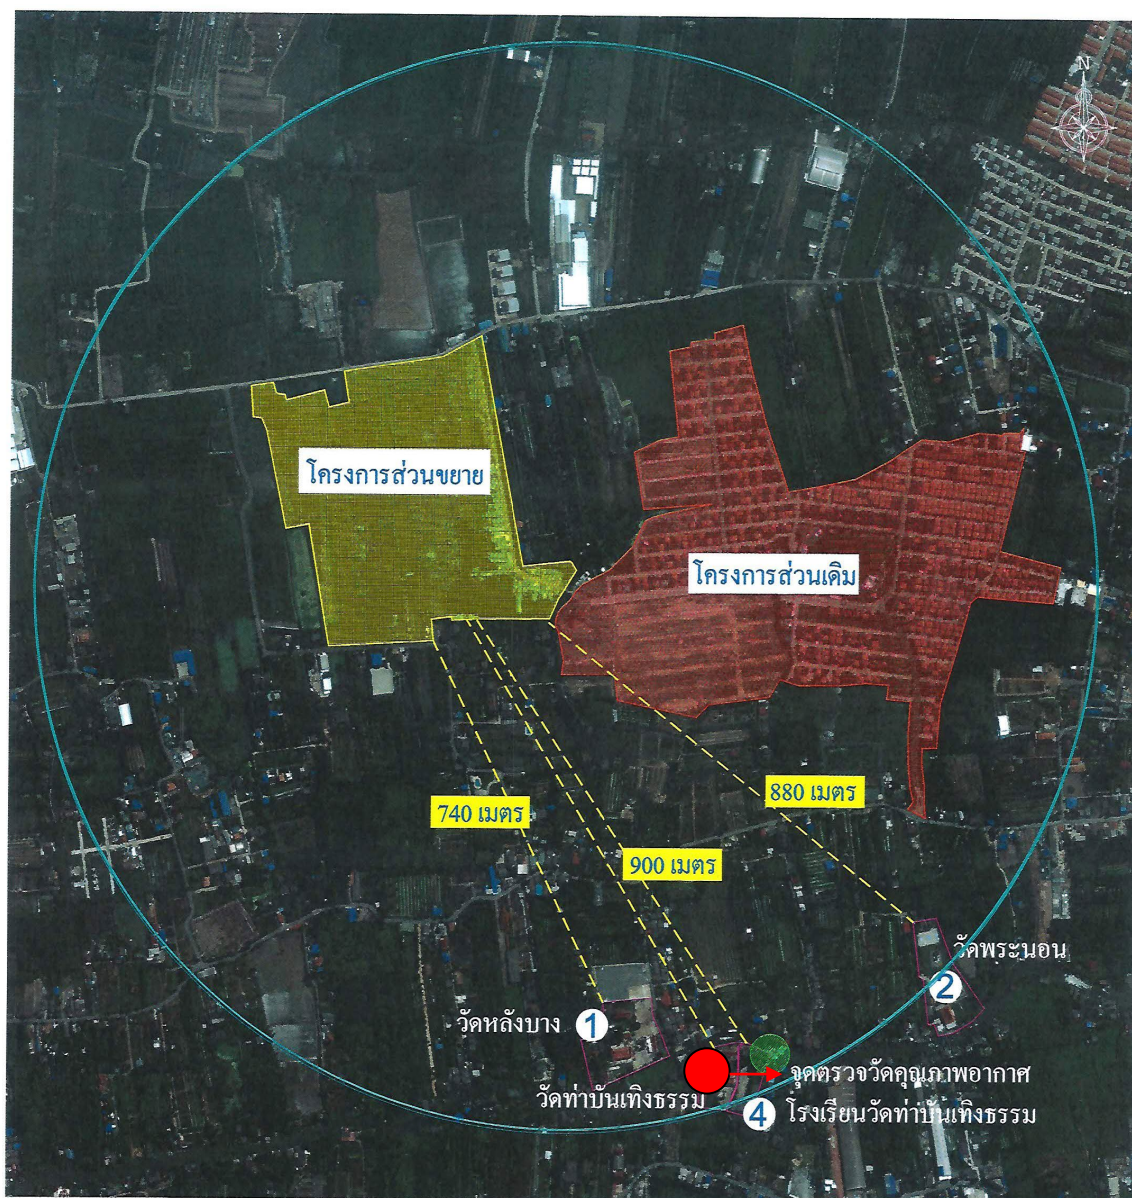 N
โครงการส่วนขยาย
โครงการส่วนเดิม
880 เมตร
740 เมตร
900 เมตร
วัดพระนอน
2
วัดหลังบาง 1
จุดตรวจวัดคุณภาพอากาศ
วัดท่าบันเทิงธรรม
4 โรงเรียนวัดท่าบันเทิงธรรม